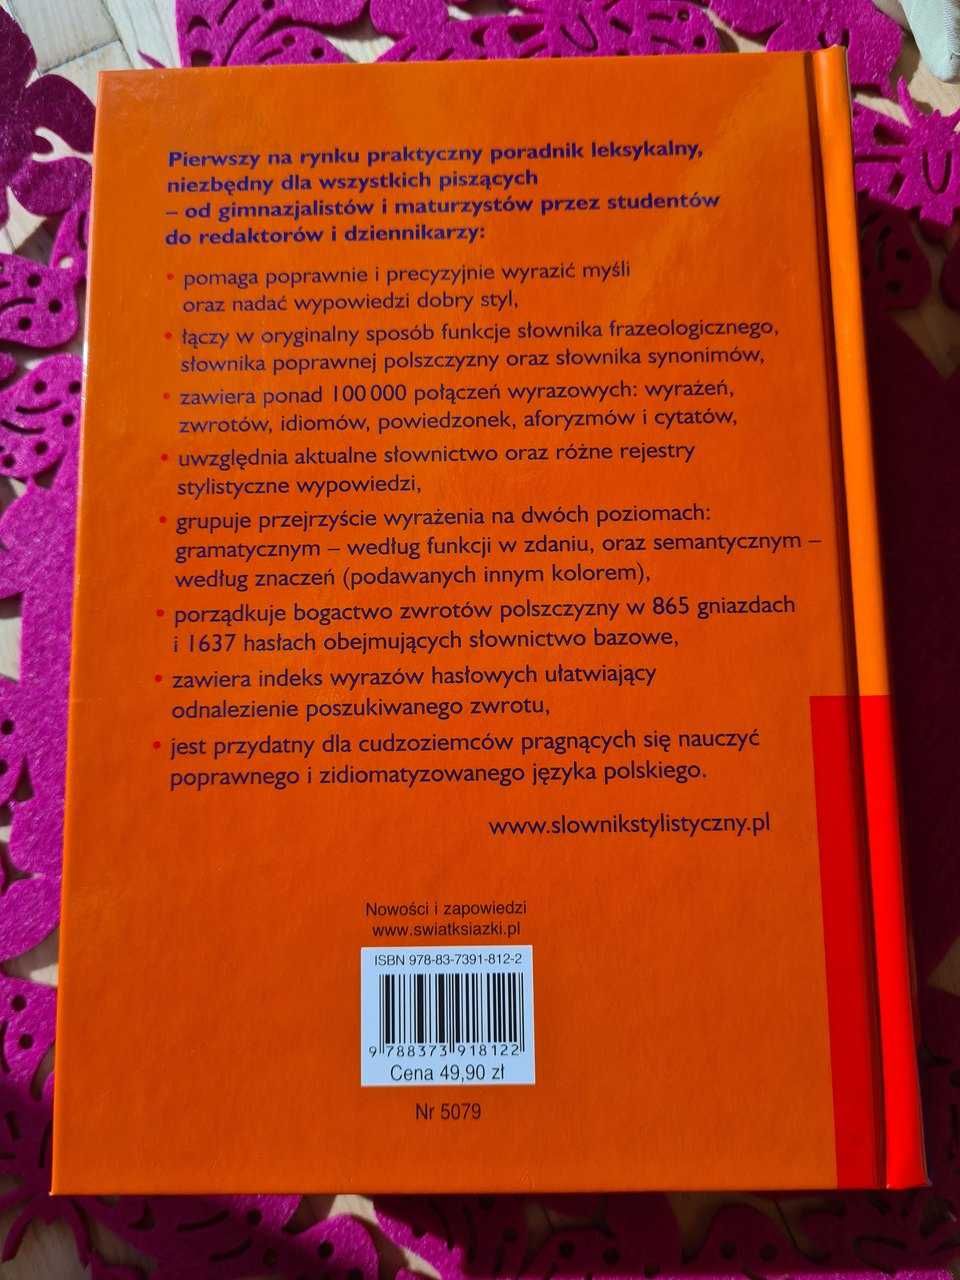 Pierwszy na rynku praktyczny poradnik leksykalny,
niezbędny dla wszystkich piszących
– od gimnazjalistów i maturzystów przez studentów
do redaktorów i dziennikarzy:
• pomaga poprawnie i precyzyjnie wyrazić myśli
oraz nadać wypowiedzi dobry styl,
• łączy w oryginalny sposób funkcje słownika frazeologicznego,
słownika poprawnej polszczyzny oraz słownika synonimów,
• zawiera ponad 100 000 połączeń wyrazowych: wyrażeń,
zwrotów, idiomów, powiedzonek, aforyzmów i cytatów,
• uwzględnia aktualne słownictwo oraz różne rejestry
stylistyczne wypowiedzi,
• grupuje przejrzyście wyrażenia na dwóch poziomach:
gramatycznym – według funkcji w zdaniu, oraz semantycznym –
według znaczeń (podawanych innym kolorem),
• porządkuje bogactwo zwrotów polszczyzny w 865 gniazdach
i 1637 hasłach obejmujących słownictwo bazowe,
• zawiera indeks wyrazów hasłowych ułatwiający
odnalezienie poszukiwanego zwrotu,
• jest przydatny dla cudzoziemców pragnących się nauczyć
poprawnego i zidiomatyzowanego języka polskiego.
www.slownikstylistyczny.pl
Nowości i zapowiedzi
www.swiatksiazki.pl
ISBN 978-83-7391-812-2
9 788373 918122
Cena 49,90 zł
Nr 5079